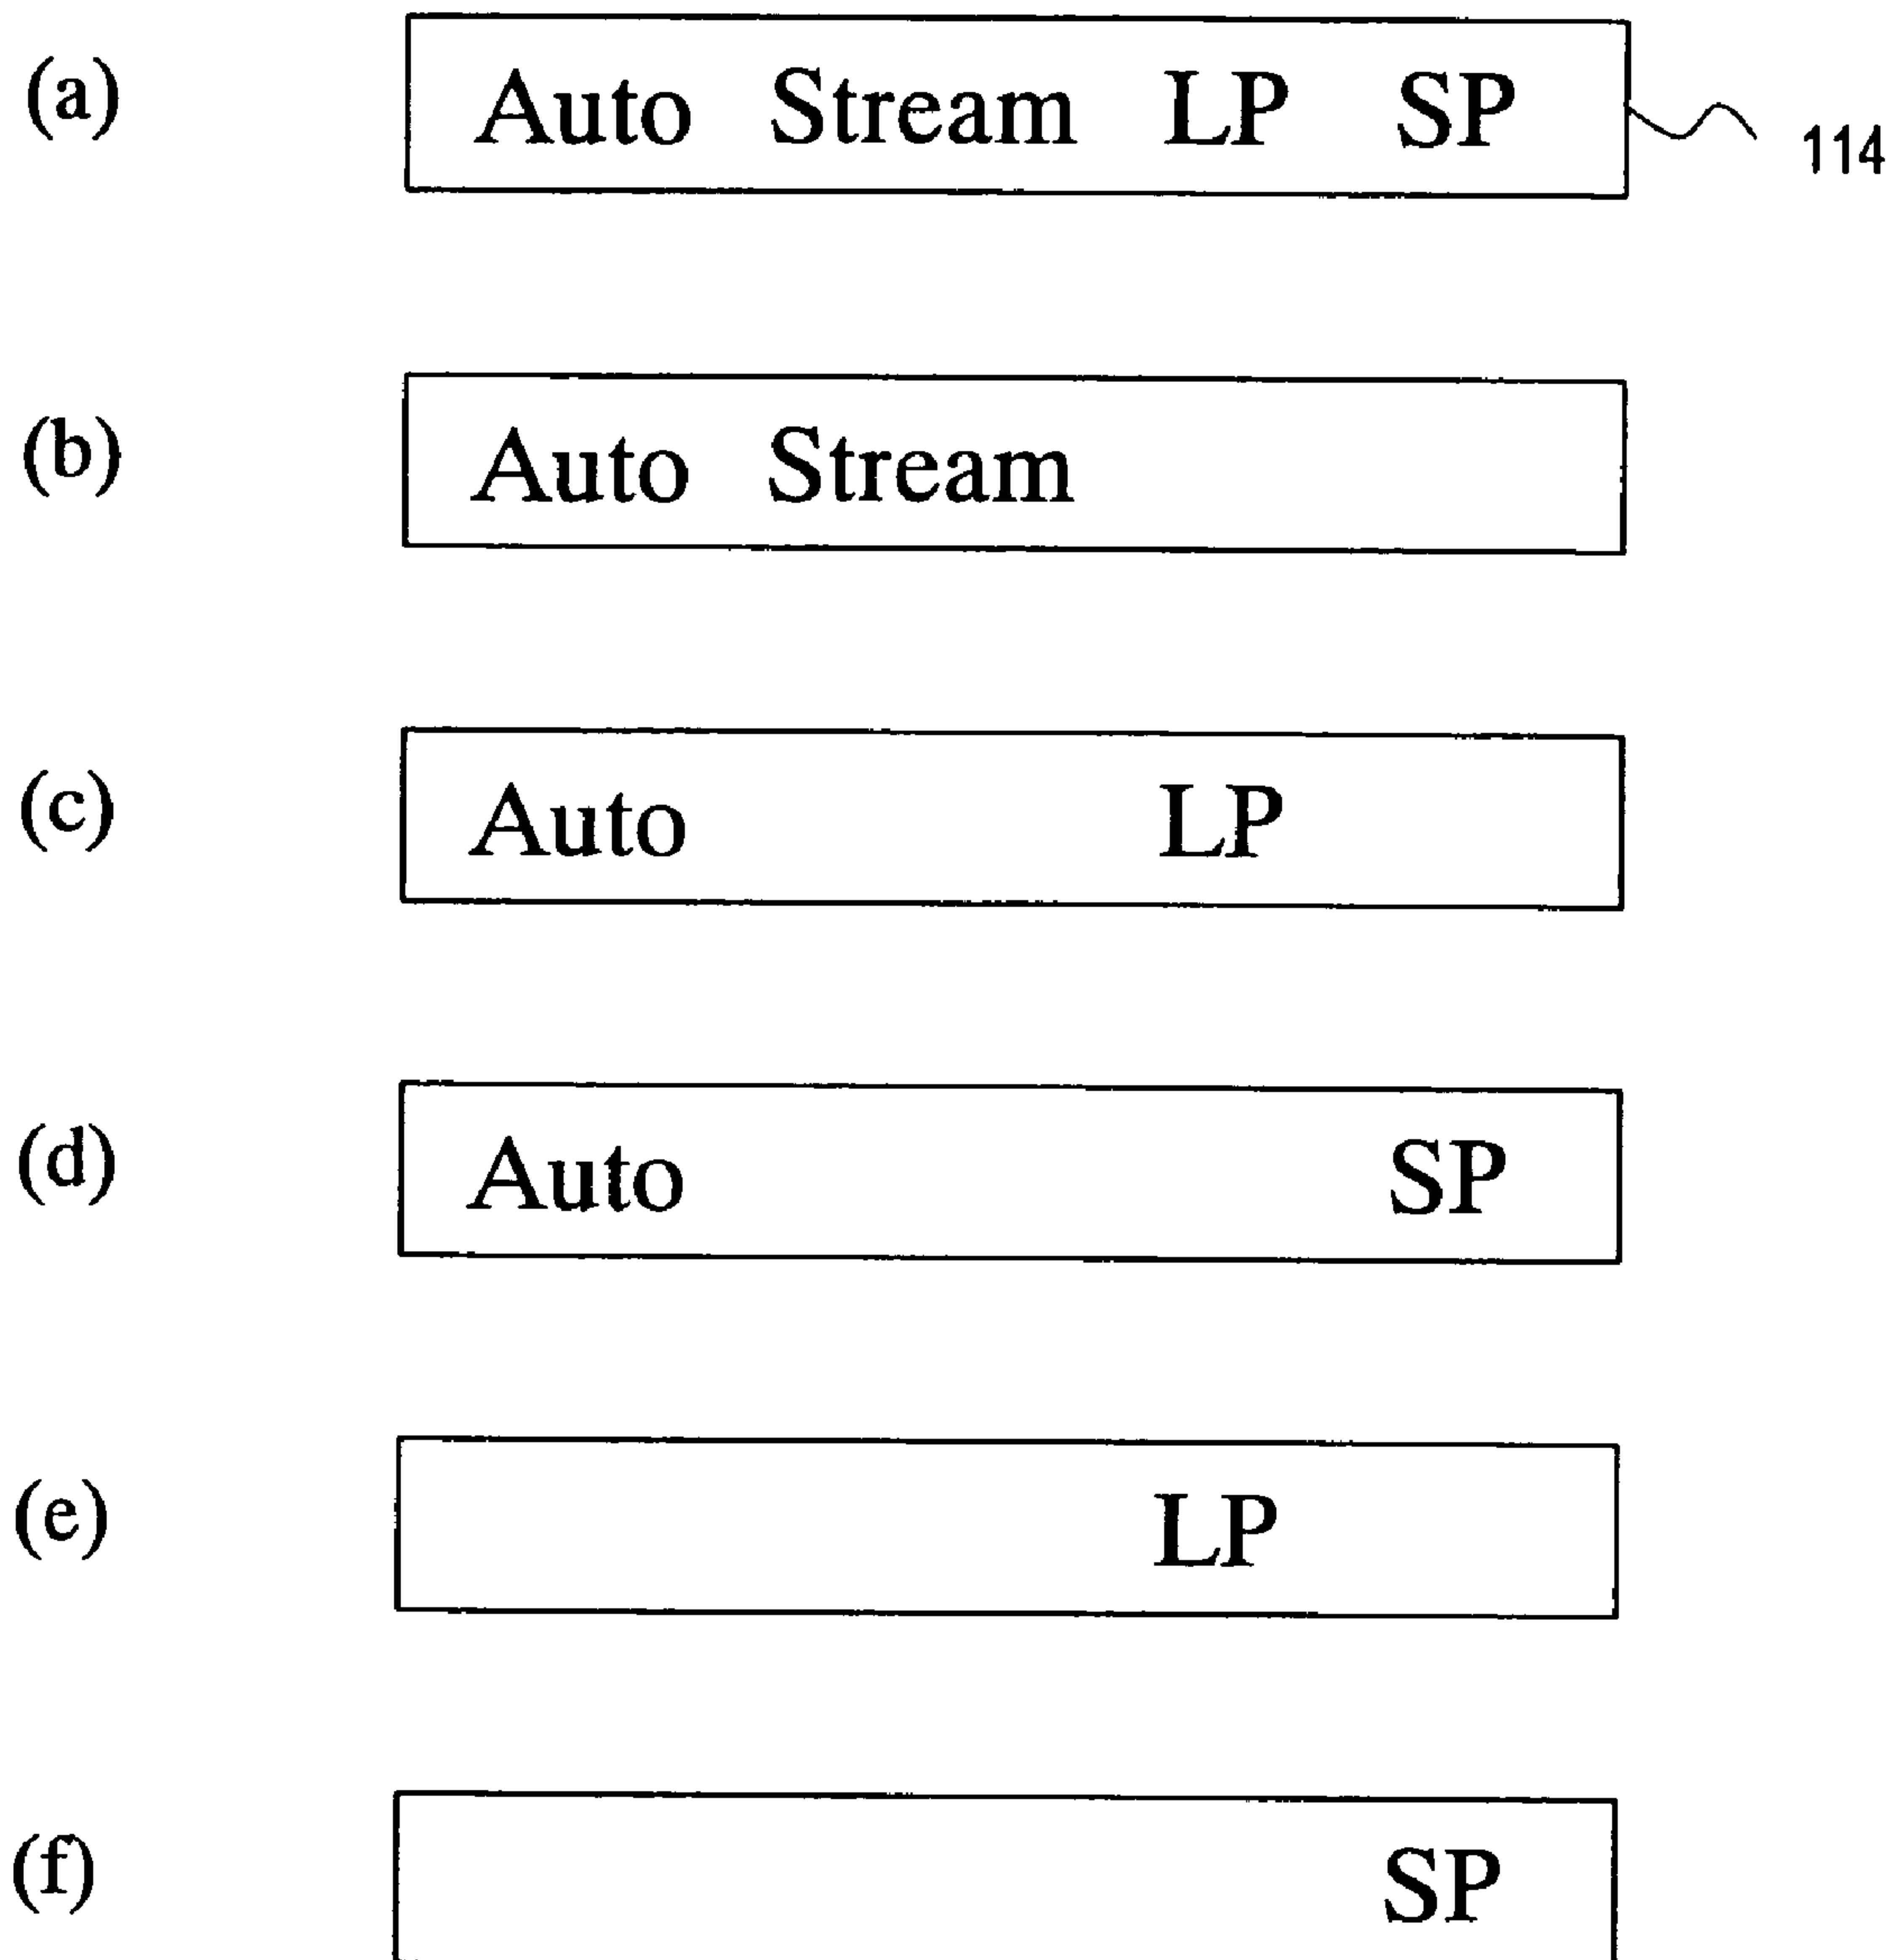 (a) Auto Stream LP SP 114
(b) Auto Stream
(c) Auto LP
(d) Auto SP
(e) LP
(f) SP